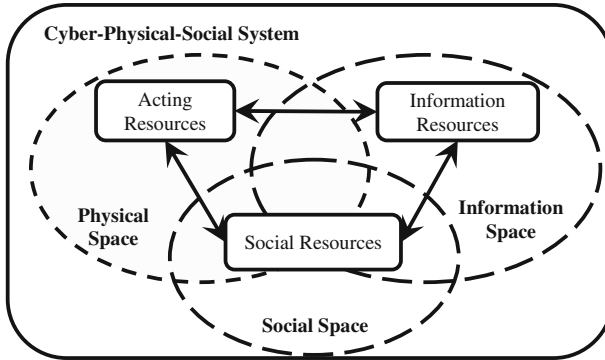 Cyber-Physical-Social System
Acting
Resources
Information
Resources
Physical
Space
Information
Space
Social Resources
Social Space